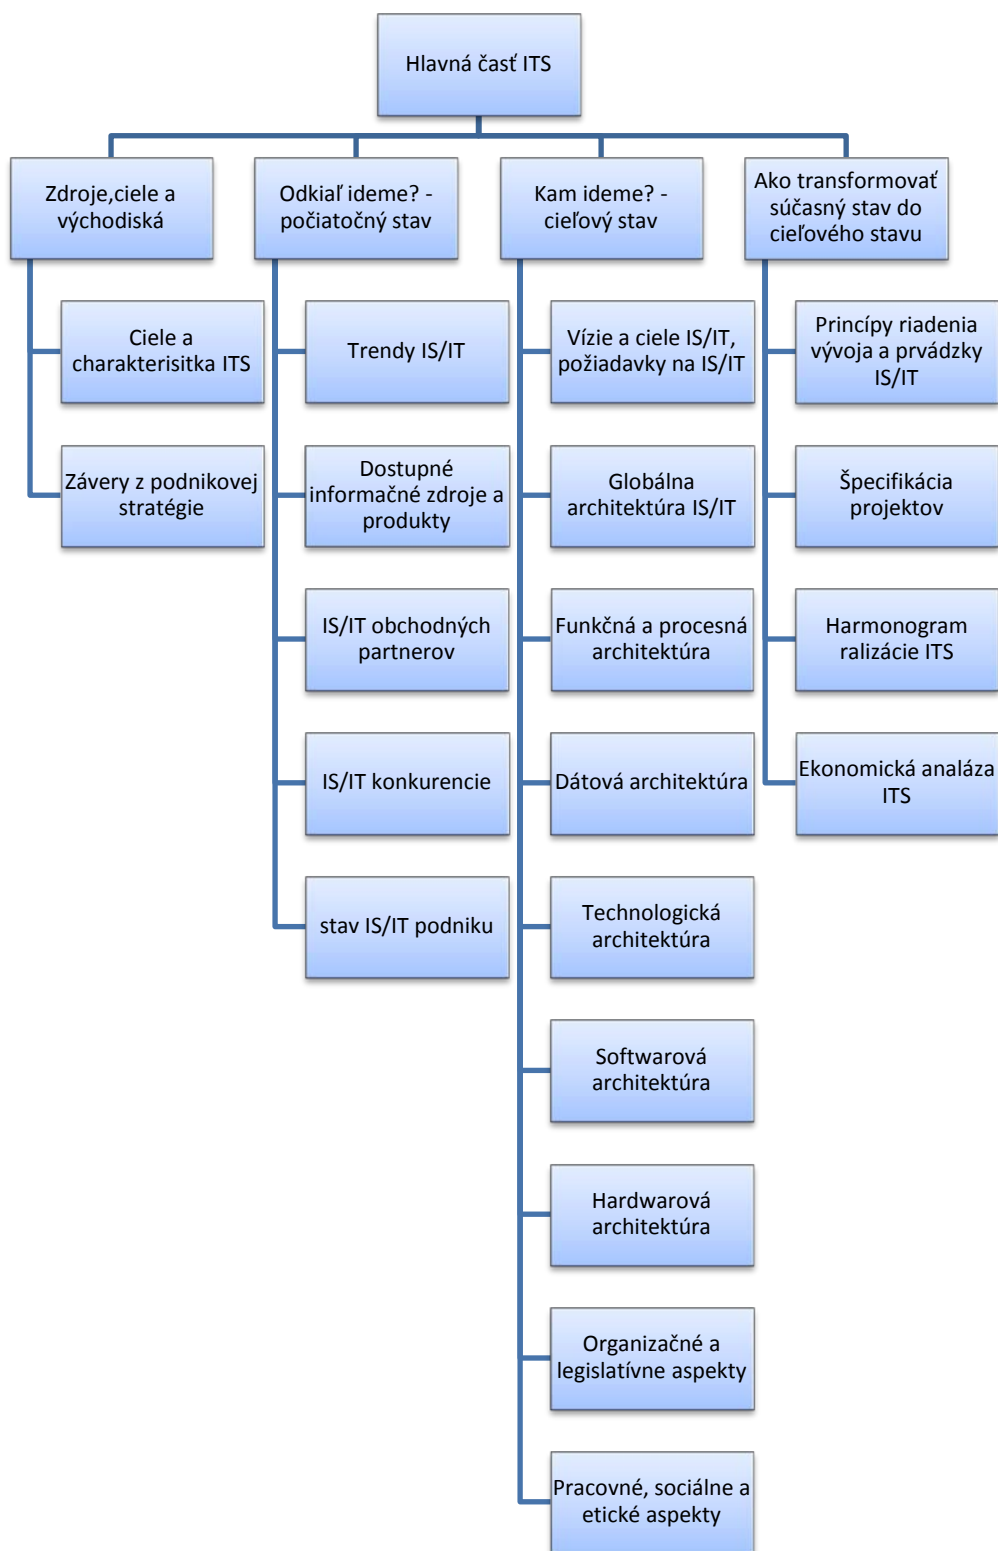 Hlavná časť ITS
Zdroje,ciele a
východiská
Ciele a
charakterisitka ITS
Závery z podnikovej
stratégie
Odkiaľ ideme? -
počiatočný stav
Trendy IS/IT
Dostupné
informačné zdroje a
produkty
IS/IT obchodných
partnerov
IS/IT konkurencie
stav IS/IT podniku
Kam ideme? -
cieľový stav
Vízie a ciele IS/IT,
požiadavky na IS/IT
Globálna
architektúra IS/IT
Funkčná a procesná
architektúra
Dátová architektúra
Technologická
architektúra
Softwarová
architektúra
Hardwarová
architektúra
Organizačné a
legislatívne aspekty
Pracovné, sociálne a
etické aspekty
Ako transformovať
súčasný stav do
cieľového stavu
Princípy riadenia
vývoja a prvádzky
IS/IT
Špecifikácia
projektov
Harmonogram
ralizácie ITS
Ekonomická analáza
ITS